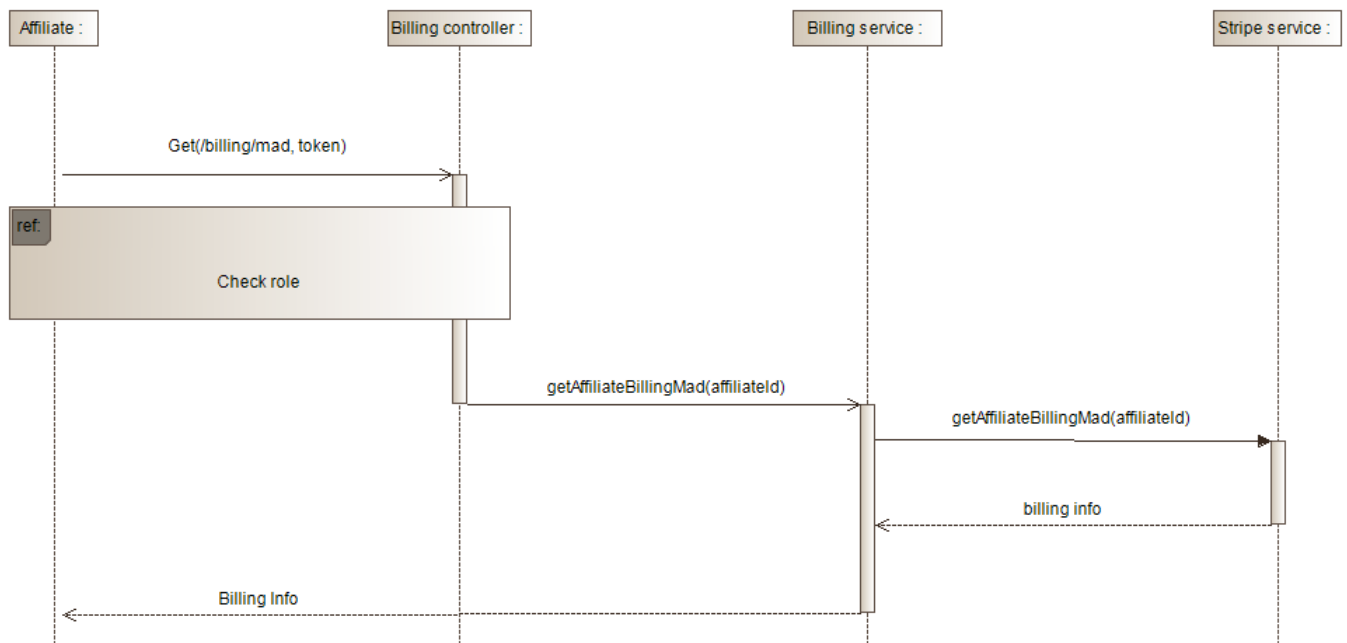 Affiliate :
Billing controller :
Billing service :
Stripe service :
Get(/billing/mad, token)
ref:
Check role
getAffiliateBillingMad(affiliateId)
getAffiliateBillingMad(affiliateId)
billing info
Billing Info